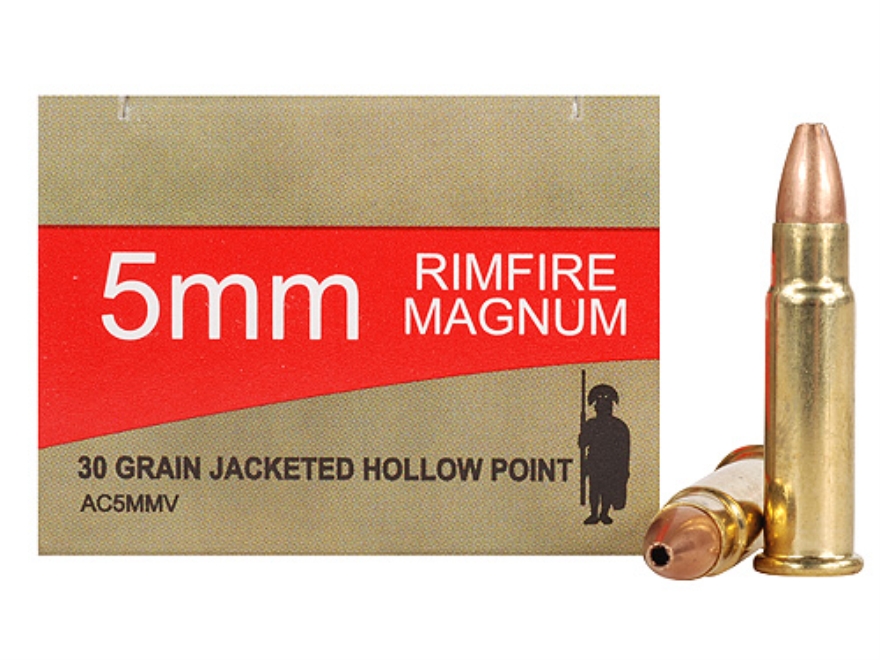 5mm
RIMFIRE
MAGNUM
30 GRAIN JACKETED HOLLOW POINT
AC5MMV